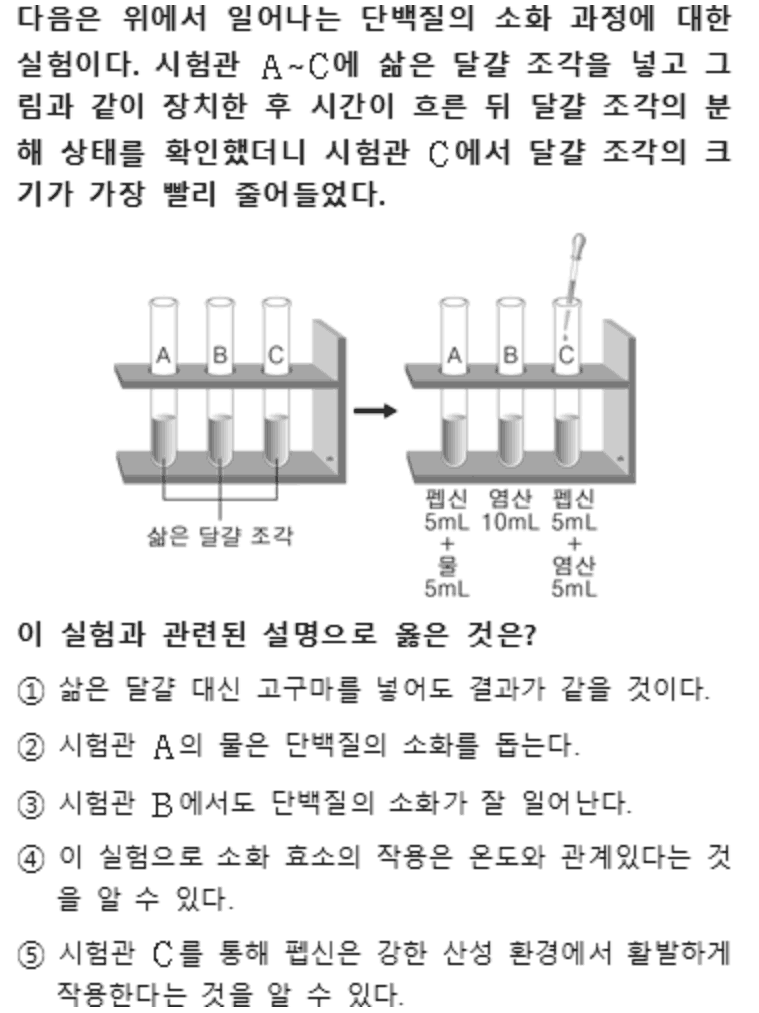 다음은 위에서 일어나는 단백질의 소화 과정에 대한
실험이다. 시험관 A~C에 삶은 달걀 조각을 넣고 그
림과 같이 장치한 후 시간이 흐른 뒤 달걀 조각의 분
해 상태를 확인했더니 시험관 C에서 달걀 조각의 크
기가 가장 빨리 줄어들었다.
A B C
삶은 달걀 조각
A B C
펩신 염산 펩신
5mL 10mL 5mL
+ +
물 염산
5mL 5mL
이 실험과 관련된 설명으로 옳은 것은?
① 삶은 달걀 대신 고구마를 넣어도 결과가 같을 것이다.
② 시험관 A의 물은 단백질의 소화를 돕는다.
③ 시험관 B에서도 단백질의 소화가 잘 일어난다.
④ 이 실험으로 소화 효소의 작용은 온도와 관계있다는 것
을 알 수 있다.
⑤ 시험관 C를 통해 펩신은 강한 산성 환경에서 활발하게
작용한다는 것을 알 수 있다.